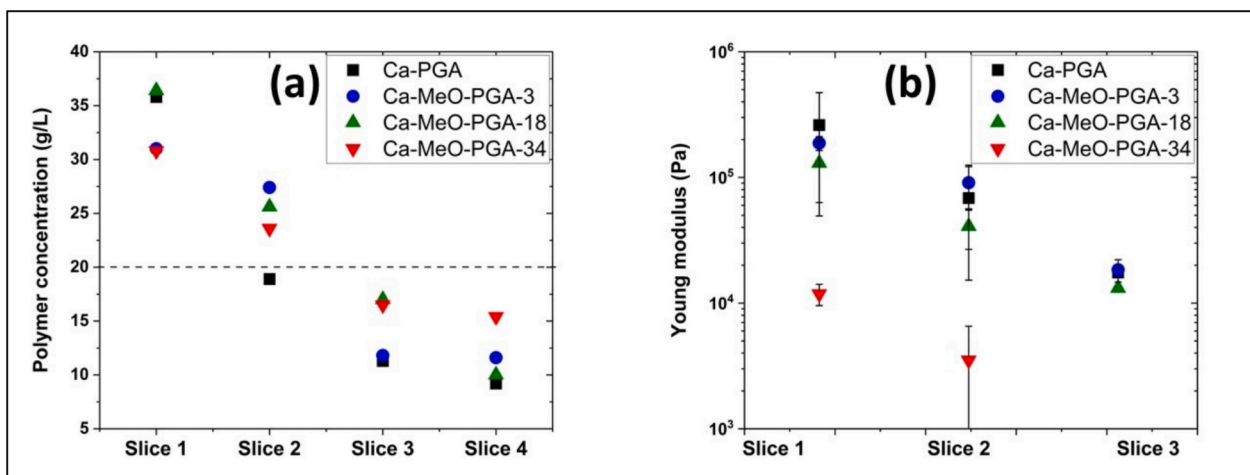 (a)
Ca-PGA
Ca-MeO-PGA-3
Ca-MeO-PGA-18
Ca-MeO-PGA-34
Polymer concentration (g/L)
40
35
30
25
20
15
10
5
Slice 1 Slice 2 Slice 3 Slice 4
(b)
Ca-PGA
Ca-MeO-PGA-3
Ca-MeO-PGA-18
Ca-MeO-PGA-34
Young modulus (Pa)
10⁶
10⁵
10⁴
10³
Slice 1 Slice 2 Slice 3